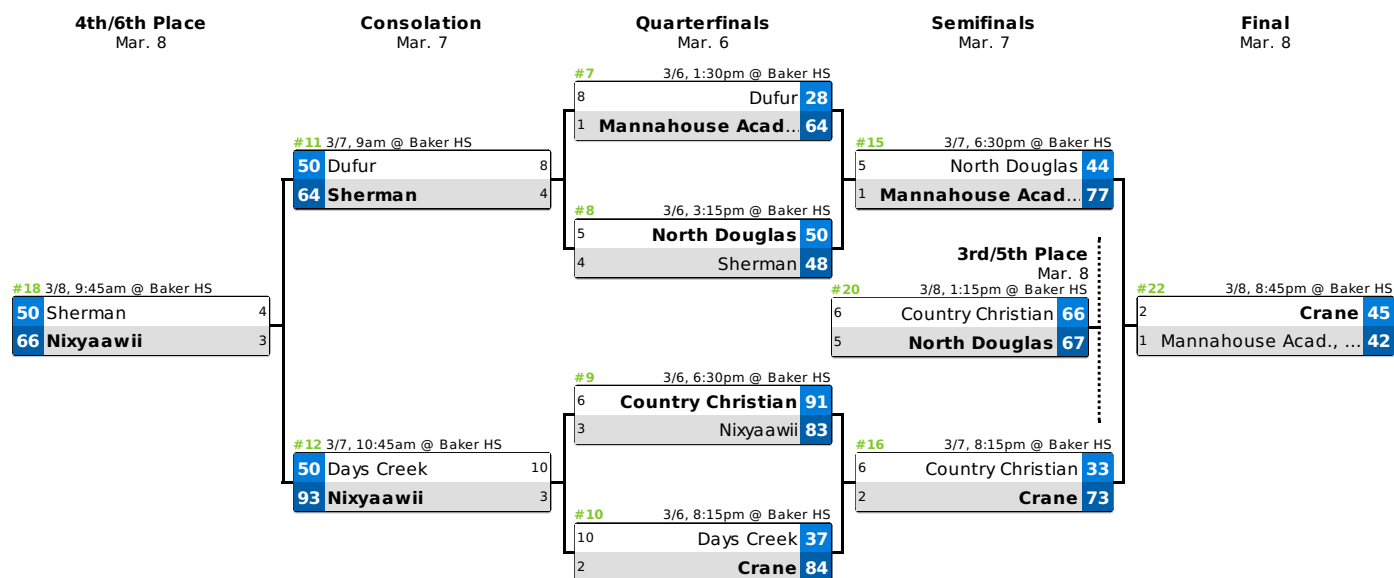 4th/6th Place
Mar. 8
Consolation
Mar. 7
Quarterfinals
Mar. 6
Semifinals
Mar. 7
Final
Mar. 8
#18 3/8, 9:45am @ Baker HS
50 Sherman 4
66 Nixyaawii 3
#11 3/7, 9am @ Baker HS
50 Dufur 8
64 Sherman 4
#12 3/7, 10:45am @ Baker HS
50 Days Creek 10
93 Nixyaawii 3
#7 3/6, 1:30pm @ Baker HS
8 Dufur 28
1 Mannahouse Acad... 64
#8 3/6, 3:15pm @ Baker HS
5 North Douglas 50
4 Sherman 48
#9 3/6, 6:30pm @ Baker HS
6 Country Christian 91
3 Nixyaawii 83
#10 3/6, 8:15pm @ Baker HS
10 Days Creek 37
2 Crane 84
#15 3/7, 6:30pm @ Baker HS
5 North Douglas 44
1 Mannahouse Acad... 77
3rd/5th Place
Mar. 8
#20 3/8, 1:15pm @ Baker HS
6 Country Christian 66
5 North Douglas 67
#16 3/7, 8:15pm @ Baker HS
6 Country Christian 33
2 Crane 73
#22 3/8, 8:45pm @ Baker HS
2 Crane 45
1 Mannahouse Acad., ... 42